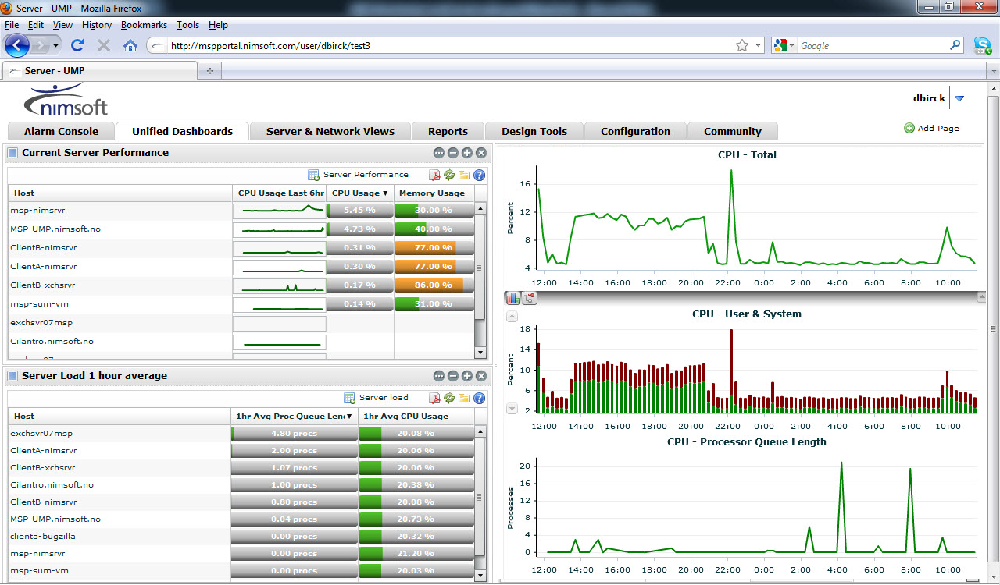 Server - UMP - Mozilla Firefox
File Edit View History Bookmarks Tools Help
http://mspportal.nimsoft.com/user/dbirck/test3
Google
Server - UMP
nimsoft
dbirck
Alarm Console Unified Dashboards Server & Network Views Reports Design Tools Configuration Community
Add Page
Current Server Performance
Server Performance
Host CPU Usage Last 6hr CPU Usage Memory Usage
msp-nimsrvr 5.45 % 30.00 %
MSP-UMP.nimsoft.no 4.73 % 40.00 %
ClientB-nimsrvr 0.31 % 77.00 %
ClientA-nimsrvr 0.30 % 77.00 %
ClientB-xchsrvr 0.17 % 86.00 %
msp-sum-vm 0.14 % 31.00 %
exchsvr07msp
Cilantro.nimsoft.no
Server Load 1 hour average
Server load
Host 1hr Avg Proc Queue Leng 1hr Avg CPU Usage
exchsvr07msp 4.80 procs 20.08 %
ClientA-nimsrvr 2.00 procs 20.06 %
ClientB-xchsrvr 1.07 procs 20.06 %
Cilantro.nimsoft.no 1.00 procs 20.38 %
ClientB-nimsrvr 0.80 procs 20.08 %
MSP-UMP.nimsoft.no 0.04 procs 20.73 %
clienta-bugzilla 0.00 procs 20.32 %
msp-nimsrvr 0.00 procs 21.20 %
msp-sum-vm 0.00 procs 20.03 %
CPU - Total
Percent
16
12
8
4
12:00 14:00 16:00 18:00 20:00 22:00 0:00 2:00 4:00 6:00 8:00 10:00
CPU - User & System
Percent
18
14
10
6
2
12:00 14:00 16:00 18:00 20:00 22:00 0:00 2:00 4:00 6:00 8:00 10:00
CPU - Processor Queue Length
Processes
20
16
12
8
4
0
12:00 14:00 16:00 18:00 20:00 22:00 0:00 2:00 4:00 6:00 8:00 10:00